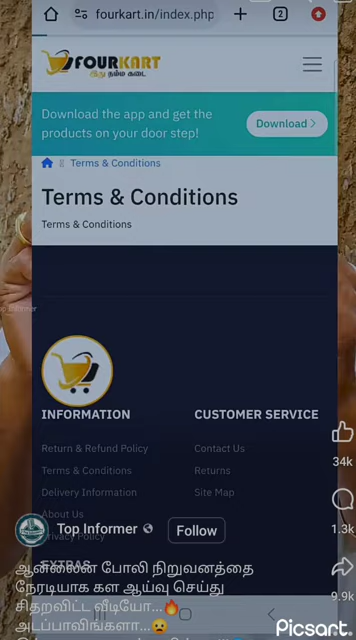 fourkart.in/index.php
2
FOURKART
இது நம்ம கடை
Download the app and get the
products on your door step!
Download
Terms & Conditions
Terms & Conditions
Terms & Conditions
INFORMATION
CUSTOMER SERVICE
Return & Refund Policy
Contact Us
Terms & Conditions
Returns
Delivery Information
Site Map
About Us
Privacy Policy
EXTRAS
34k
1.3k
9.9k
Top Informer
Follow
ஆன்லைன் போலி நிறுவனத்தை
நேரடியாக கள ஆய்வு செய்து
சிதறவிட்ட வீடியோ...🔥
அடப்பாவிங்களா...😧
Picsart